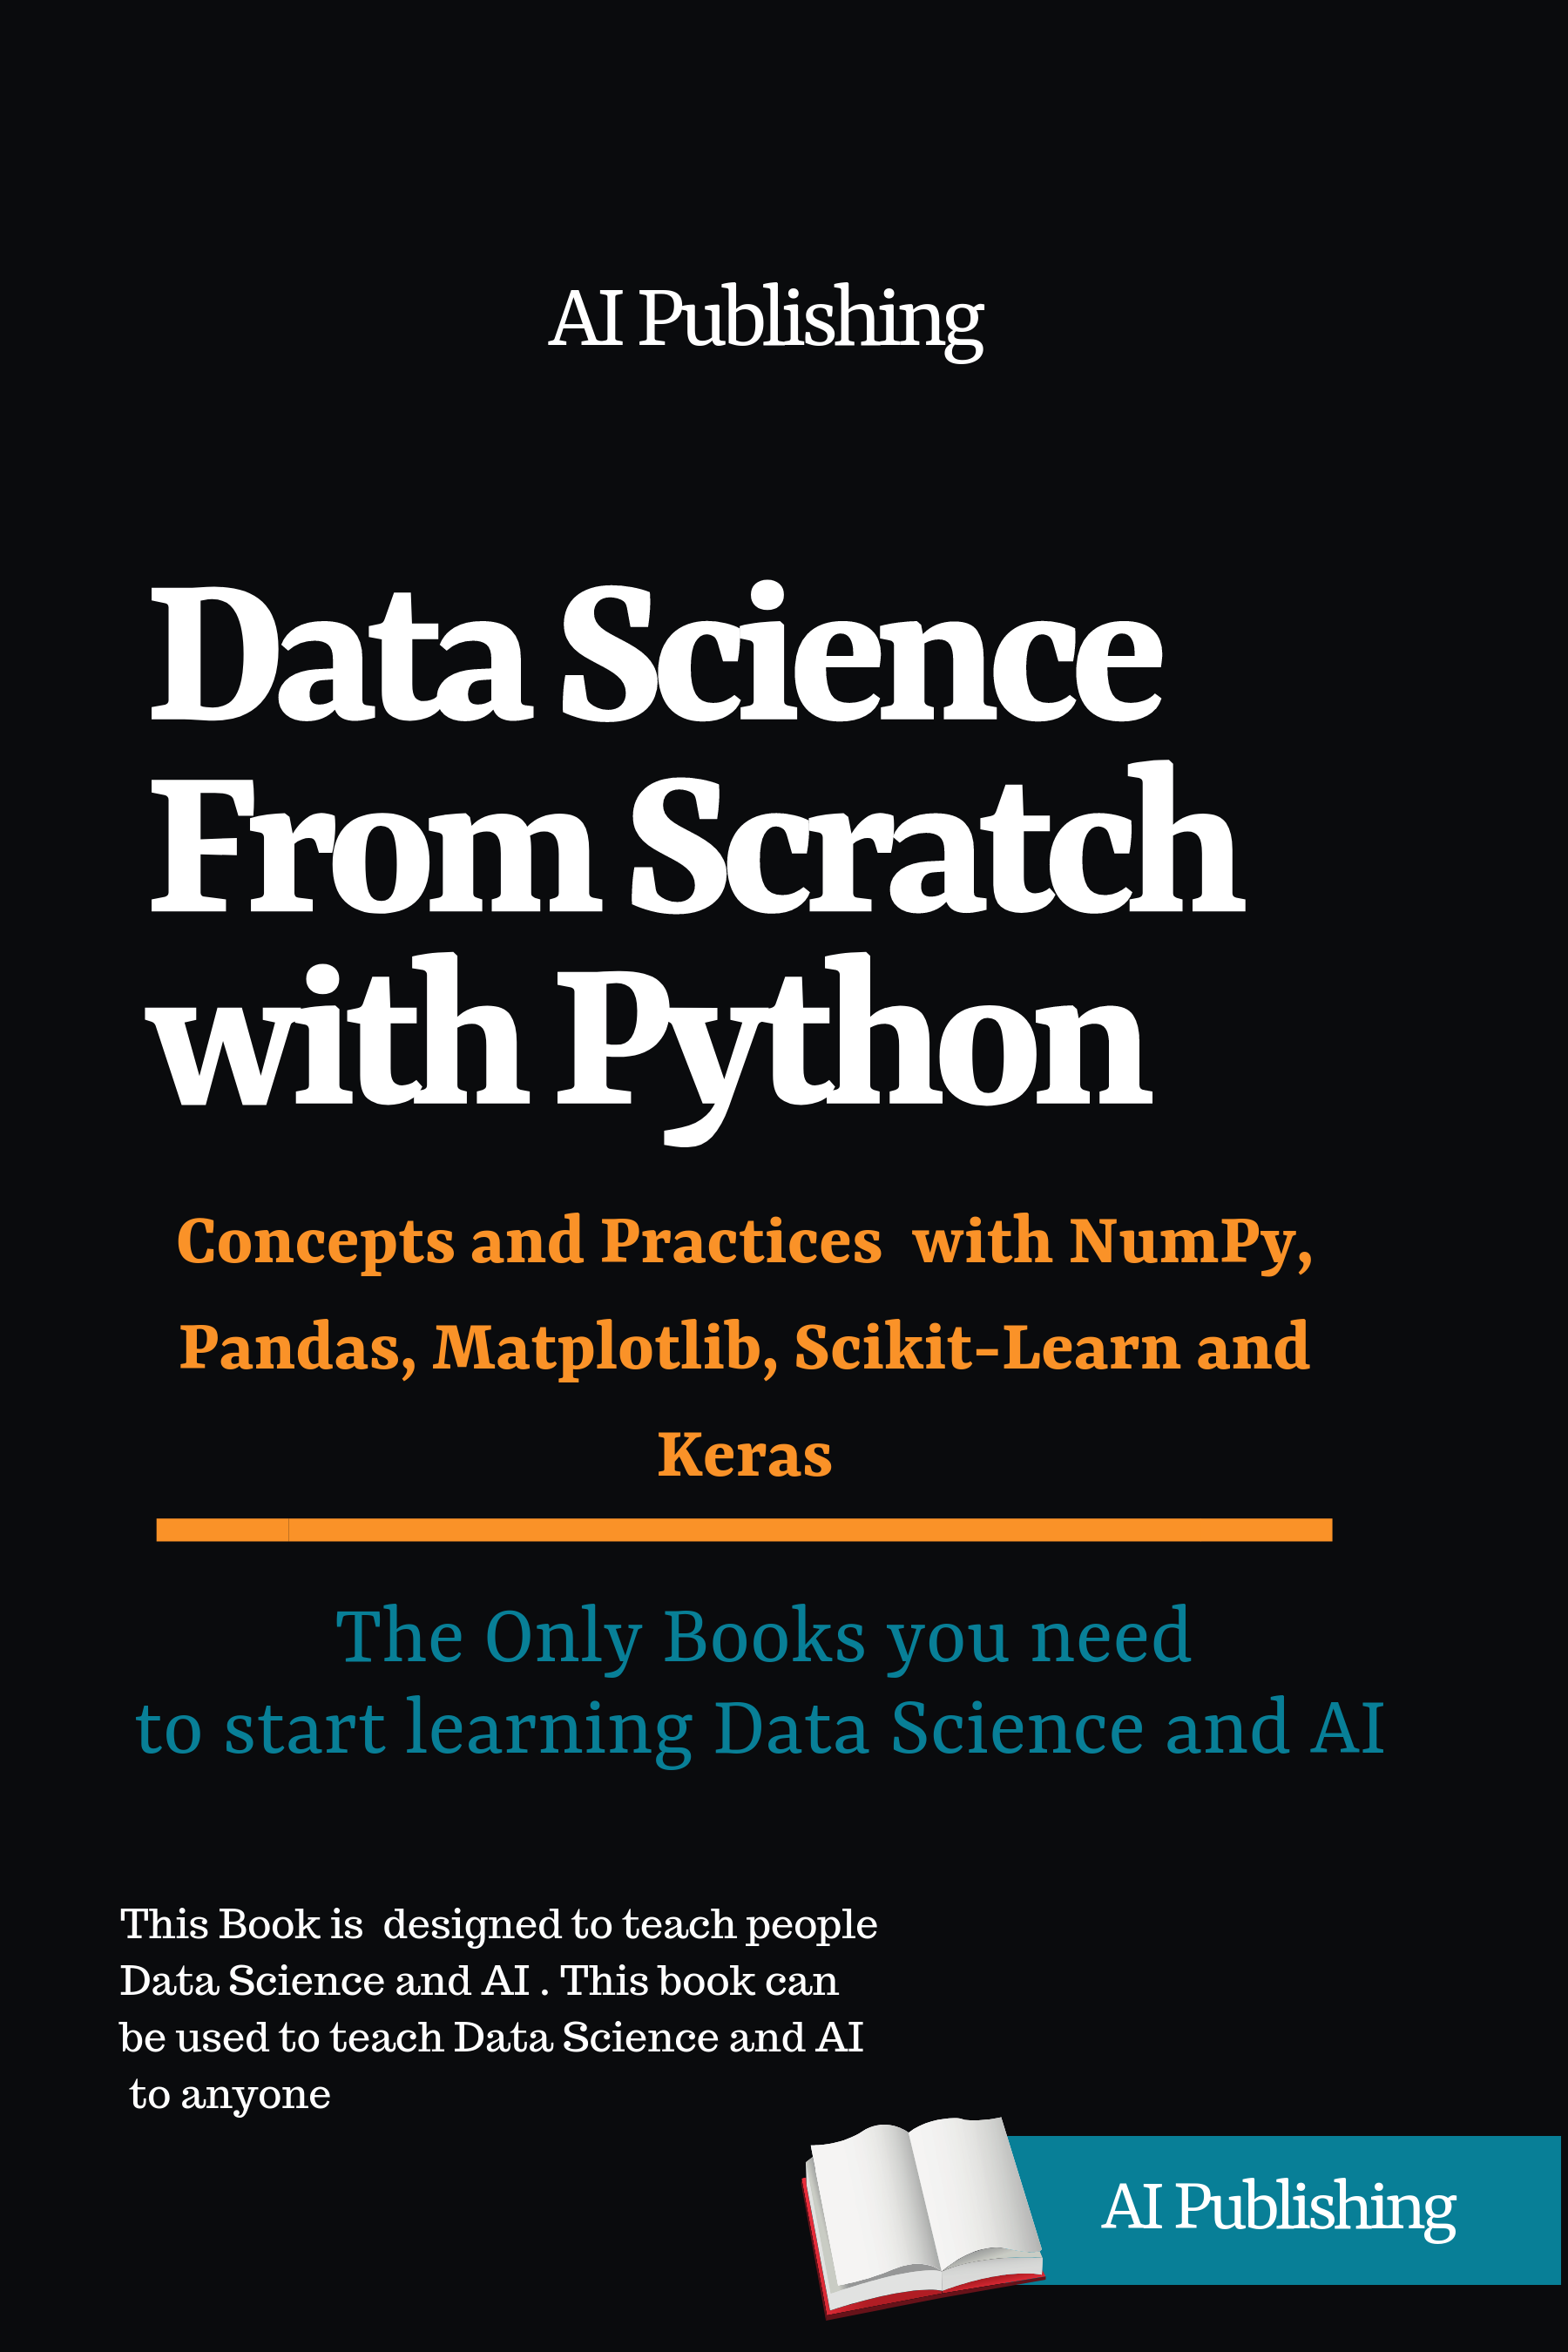 AI Publishing
Data Science
From Scratch
with Python
Concepts and Practices  with NumPy,
Pandas, Matplotlib, Scikit-Learn and
Keras
The Only Books you need
to start learning Data Science and AI
This Book is  designed to teach people
Data Science and AI . This book can
be used to teach Data Science and AI
to anyone
AI Publishing